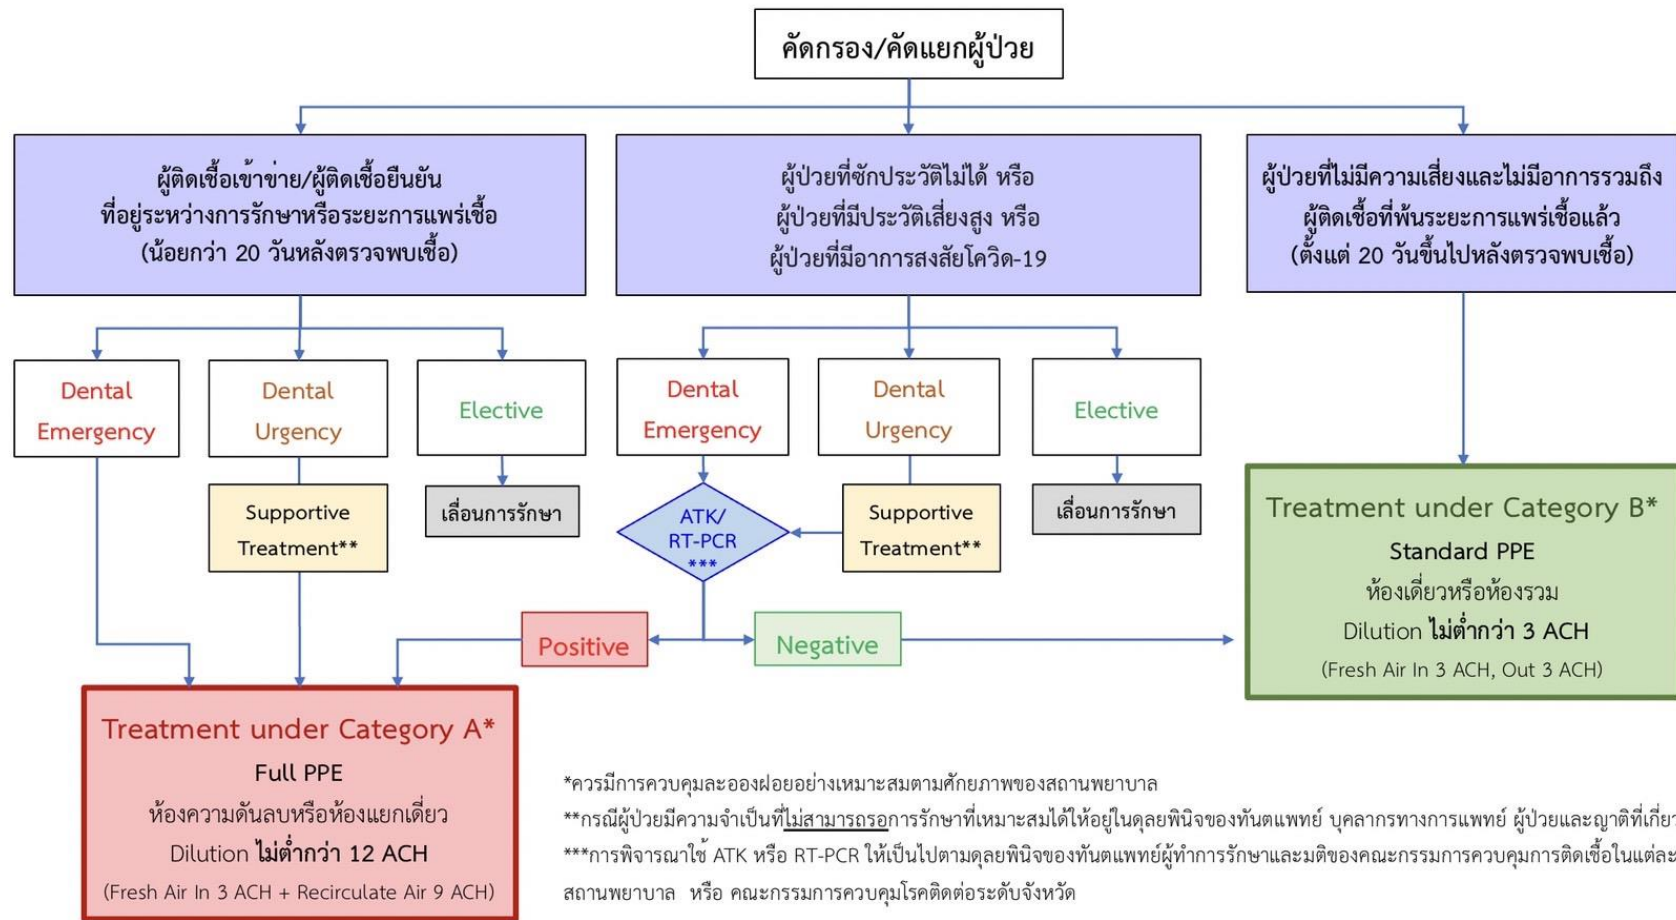 คัดกรอง/คัดแยกผู้ป่วย
ผู้ติดเชื้อเข้าข่าย/ผู้ติดเชื้อยืนยัน
ที่อยู่ระหว่างการรักษาหรือระยะการแพร่เชื้อ
(น้อยกว่า 20 วันหลังตรวจพบเชื้อ)
ผู้ป่วยที่ซักประวัติไม่ได้ หรือ
ผู้ป่วยที่มีประวัติเสี่ยงสูง หรือ
ผู้ป่วยที่มีอาการสงสัยโควิด-19
ผู้ป่วยที่ไม่มีความเสี่ยงและไม่มีอาการรวมถึง
ผู้ติดเชื้อที่พ้นระยะการแพร่เชื้อแล้ว
(ตั้งแต่ 20 วันขึ้นไปหลังตรวจพบเชื้อ)
Dental
Emergency
Dental
Urgency
Elective
Dental
Emergency
Dental
Urgency
Elective
Supportive
Treatment**
เลื่อนการรักษา
ATK/
RT-PCR
***
Supportive
Treatment**
เลื่อนการรักษา
Positive
Negative
Treatment under Category B*
Standard PPE
ห้องเดี่ยวหรือห้องรวม
Dilution ไม่ต่ำกว่า 3 ACH
(Fresh Air In 3 ACH, Out 3 ACH)
Treatment under Category A*
Full PPE
ห้องความดันลบหรือห้องแยกเดี่ยว
Dilution ไม่ต่ำกว่า 12 ACH
(Fresh Air In 3 ACH + Recirculate Air 9 ACH)
*ควรมีการควบคุมละอองฝอยอย่างเหมาะสมตามศักยภาพของสถานพยาบาล
**กรณีผู้ป่วยมีความจำเป็นที่ไม่สามารถรอการรักษาที่เหมาะสมได้ให้อยู่ในดุลยพินิจของทันตแพทย์ บุคลากรทางการแพทย์ ผู้ป่วยและญาติที่เกี่ยว
***การพิจารณาใช้ ATK หรือ RT-PCR ให้เป็นไปตามดุลยพินิจของทันตแพทย์ผู้ทำการรักษาและมติของคณะกรรมการควบคุมการติดเชื้อในแต่ละ
สถานพยาบาล หรือ คณะกรรมการควบคุมโรคติดต่อระดับจังหวัด